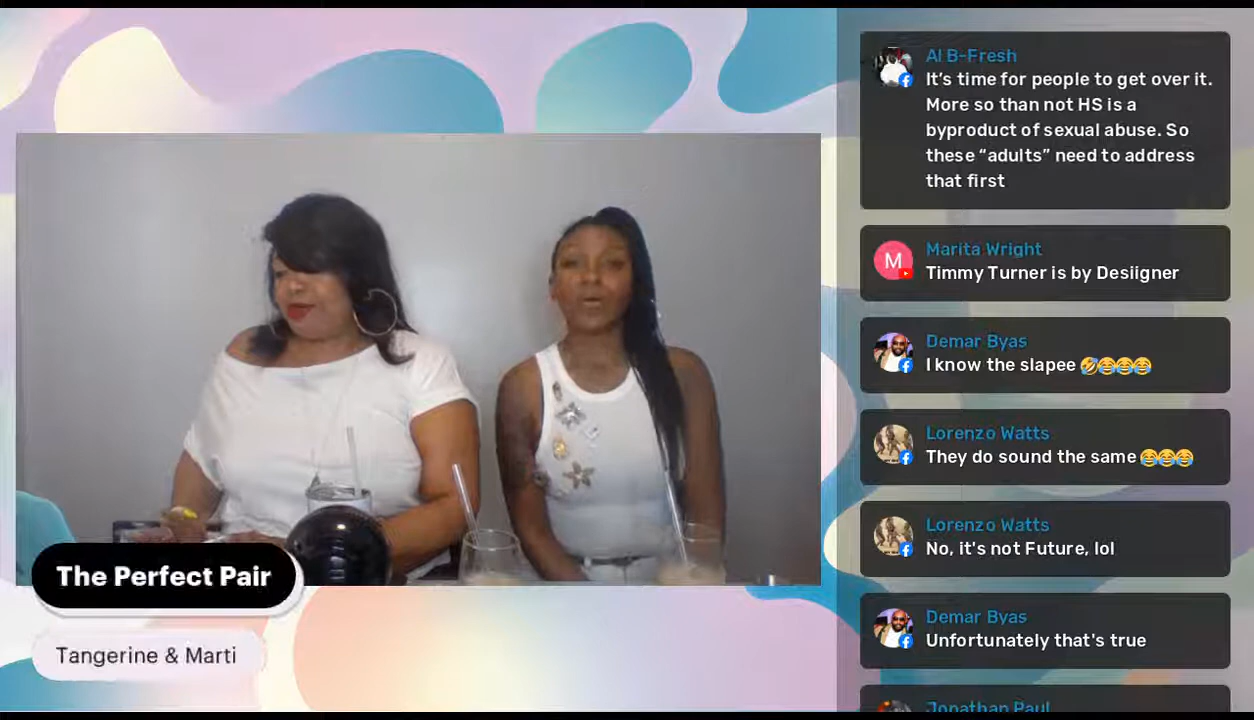 The Perfect Pair
Tangerine & Marti
Al B-Fresh
It's time for people to get over it.
More so than not HS is a
byproduct of sexual abuse. So
these “adults” need to address
that first
M
Marita Wright
Timmy Turner is by Desiigner
Demar Byas
I know the slapee 🤣😂😂😂
Lorenzo Watts
They do sound the same 😂😂😂
Lorenzo Watts
No, it's not Future, lol
Demar Byas
Unfortunately that's true
Jonathan Paul